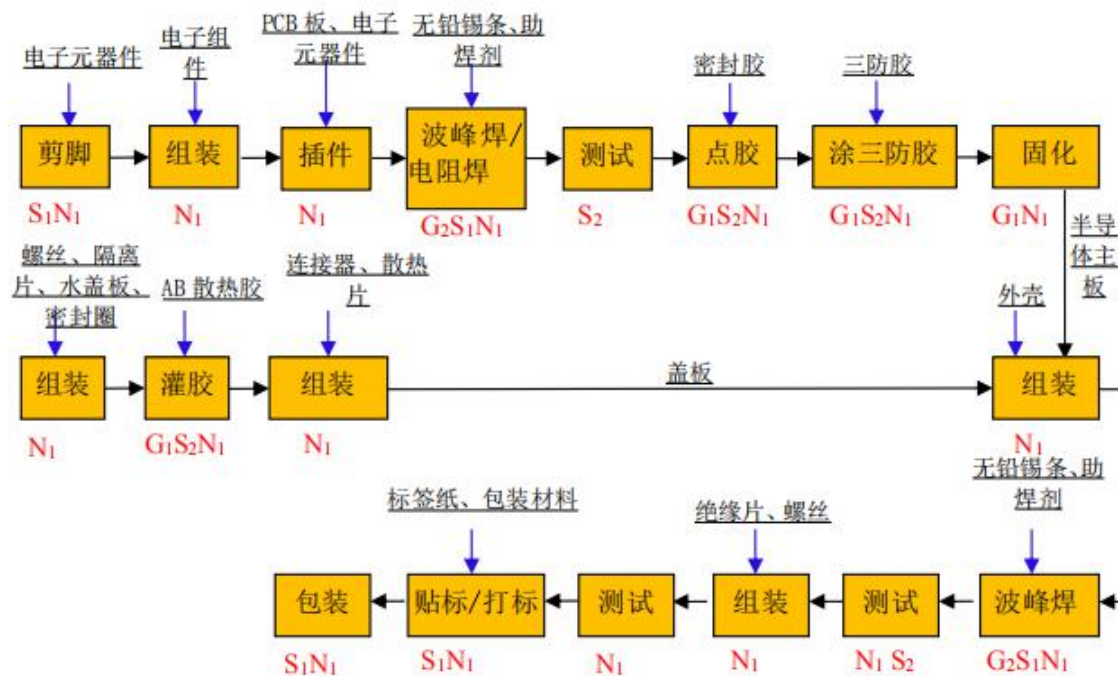 电子元器件
电子组
件
PCB 板、电子
元器件
无铅锡条、助
焊剂
密封胶
三防胶
剪脚
组装
插件
波峰焊/
电阻焊
测试
点胶
涂三防胶
固化
S₁N₁
N₁
N₁
G₂S₁N₁
S₂
G₁S₂N₁
G₁S₂N₁
G₁N₁
半导
体主
板
螺丝、隔离
片、水盖板、
密封圈
AB 散热胶
连接器、散热
片
外壳
组装
灌胶
组装
盖板
组装
N₁
G₁S₂N₁
N₁
N₁
标签纸、包装材料
绝缘片、螺丝
无铅锡条、助
焊剂
包装
贴标/打标
测试
组装
测试
波峰焊
S₁N₁
S₁N₁
N₁
N₁
N₁ S₂
G₂S₁N₁